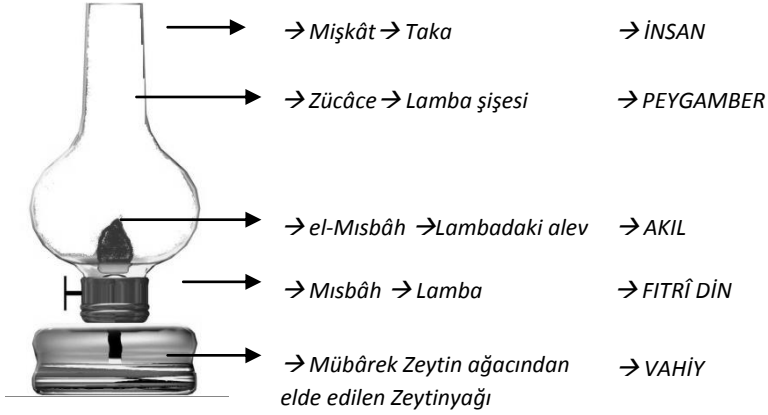 → Mişkât → Taka → İNSAN
→ Zücâce → Lamba şişesi → PEYGAMBER
→ el-Mısbâh → Lambadaki alev → AKIL
→ Mısbâh → Lamba → FITRÎ DİN
→ Mübârek Zeytin ağacından → VAHİY
elde edilen Zeytinyağı